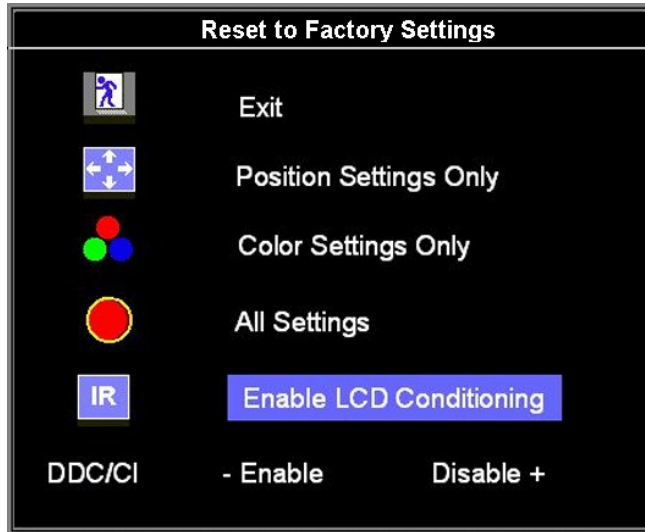 Reset to Factory Settings
Exit
Position Settings Only
Color Settings Only
All Settings
IR Enable LCD Conditioning
DDC/CI - Enable Disable +